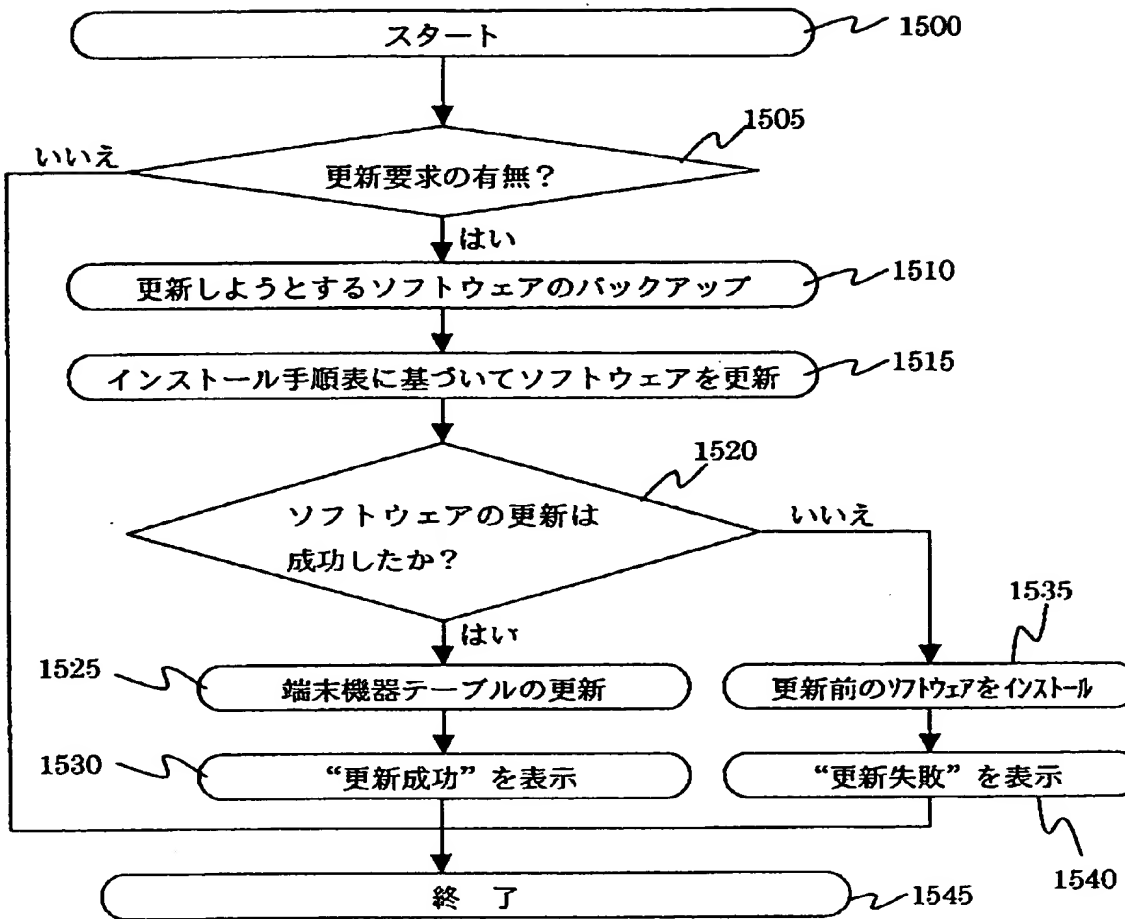 スタート
1500
1505
いいえ
更新要求の有無?
はい
更新しようとするソフトウェアのバックアップ
1510
インストール手順表に基づいてソフトウェアを更新
1515
1520
ソフトウェアの更新は
成功したか?
いいえ
はい
1535
1525
端末機器テーブルの更新
更新前のソフトウェアをインストール
1530
“更新成功”を表示
“更新失敗”を表示
1540
終 了
1545